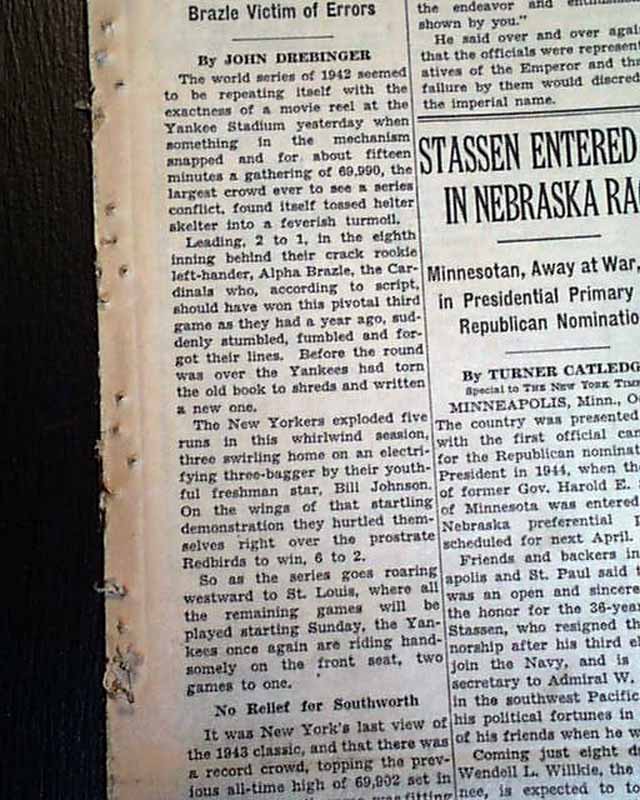 Brazle Victim of Errors
By JOHN DREBINGER
The world series of 1942 seemed
to be repeating itself with the
exactness of a movie reel at the
Yankee Stadium yesterday when
something in the mechanism
snapped and for about fifteen
minutes a gathering of 69,990, the
largest crowd ever to see a series
conflict, found itself tossed helter
skelter into a feverish turmoil.
Leading, 2 to 1, in the eighth
inning behind their crack rookie
left-hander, Alpha Brazle, the Car-
dinals who, according to script,
should have won this pivotal third
game as they had a year ago, sud-
denly stumbled, fumbled and for-
got their lines. Before the round
was over the Yankees had torn
the old book to shreds and written
a new one.
The New Yorkers exploded five
runs in this whirlwind session,
three swirling home on an electri-
fying three-bagger by their youth-
ful freshman star, Bill Johnson.
On the wings of that startling
demonstration they hurtled them-
selves right over the prostrate
Redbirds to win, 6 to 2.
So as the series goes roaring
westward to St. Louis, where all
the remaining games will be
played starting Sunday, the Yan-
kees once again are riding hand-
somely on the front seat, two
games to one.
No Relief for Southworth
It was New York's last view of
the 1943 classic, and that there was
a record crowd, topping the prev-
ious all-time high of 69,902 set in
was fitting
the endeavor and
shown by you."
He said over and over
that the officials were
atives of the Emperor and
failure by them would
the imperial name.
STASSEN ENTERED
IN NEBRASKA
Minnesotan, Away at War,
in Presidential Primary
Republican
By TURNER
Special to THE NEW YORK
MINNEAPOLIS, Minn.,
The country was presented
with the first official
for the Republican
President in 1944, when
of former Gov. Harold E.
of Minnesota was entered
Nebraska preferential
scheduled for next April.
Friends and backers in
apolis and St. Paul said
was an open and sincere
the honor for the
Stassen, who resigned
norship after his third
join the Navy, and is
secretary to Admiral W.
in the southwest Pacific
his political fortunes in
of his friends when he
Coming just eight
Wendell L. Willkie, the
nee, is expected to